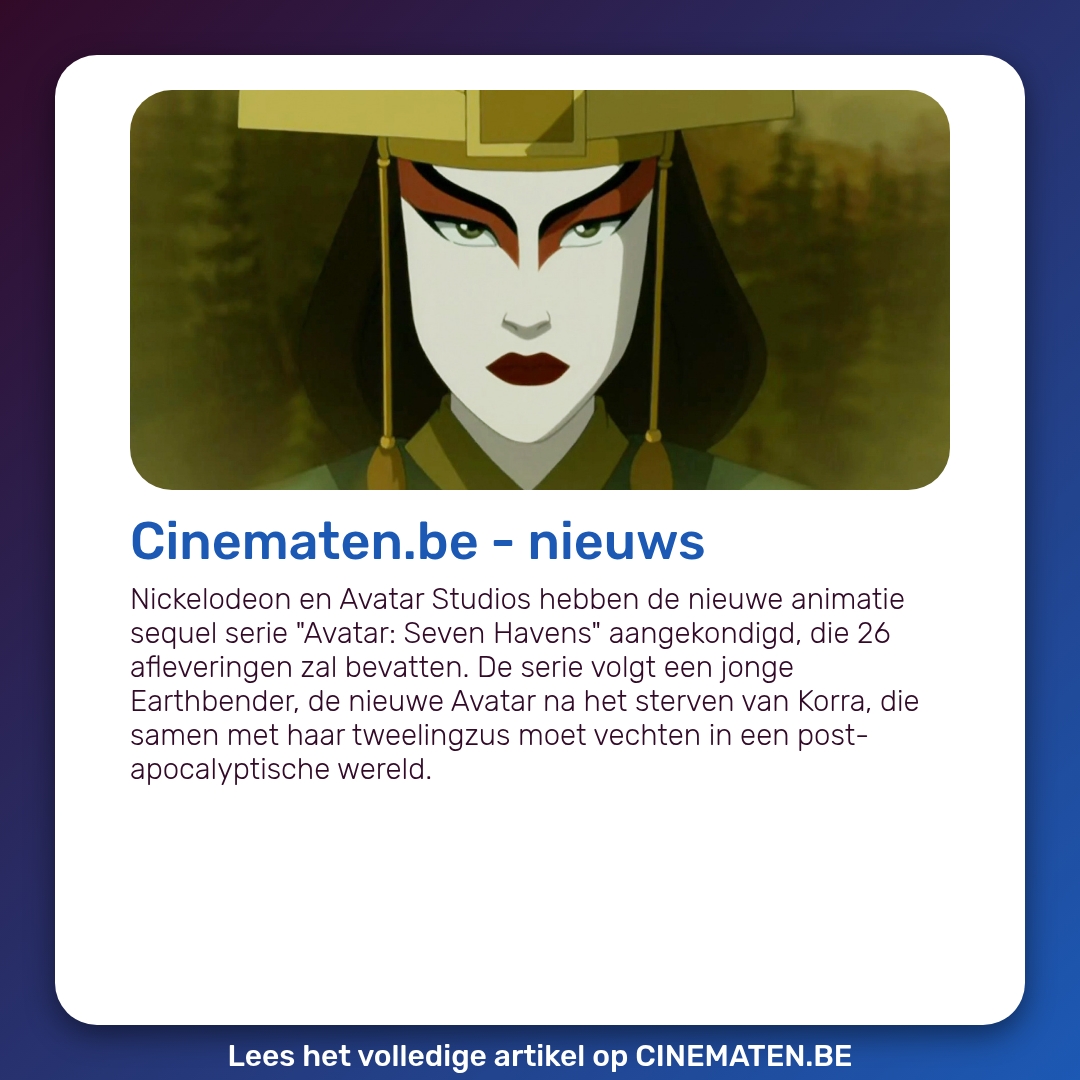 Cinematen.be - nieuws
Nickelodeon en Avatar Studios hebben de nieuwe animatie
sequel serie "Avatar: Seven Havens" aangekondigd, die 26
afleveringen zal bevatten. De serie volgt een jonge
Earthbender, de nieuwe Avatar na het sterven van Korra, die
samen met haar tweelingzus moet vechten in een post-
apocalyptische wereld.
Lees het volledige artikel op CINEMATEN.BE